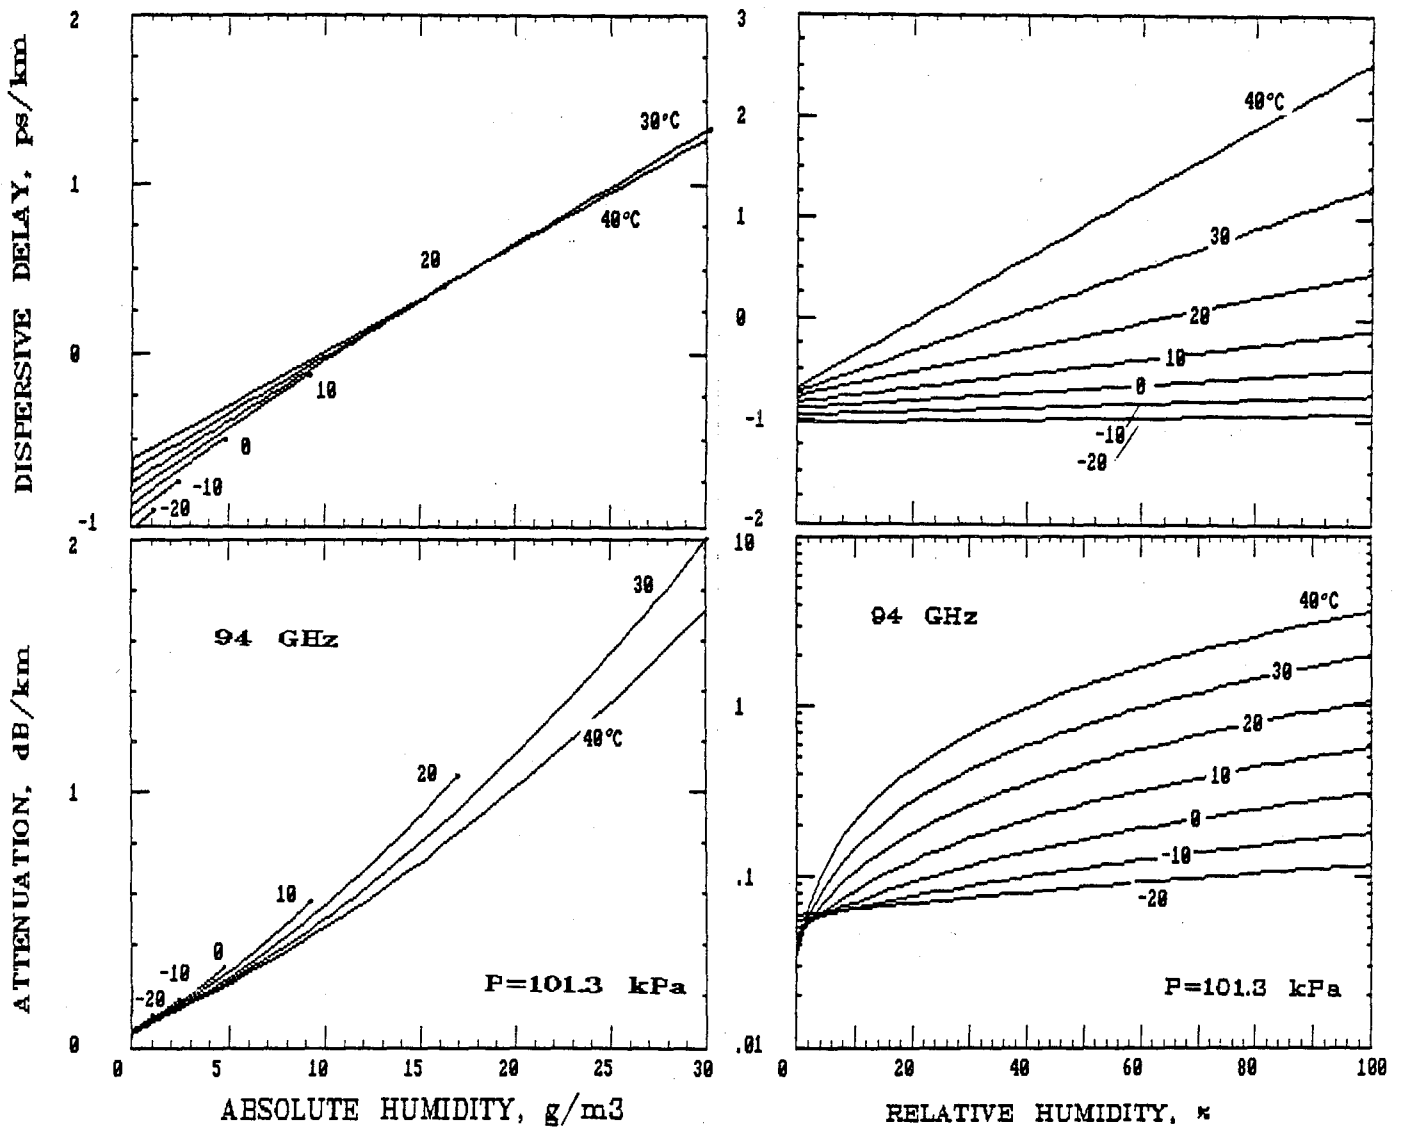 DISPERSIVE DELAY, ps/km
2
1
0
-1
30°C
40°C
20
10
0
-10
-20
3
2
1
0
-1
-2
40°C
30
20
10
0
-10
-20
ATTENUATION, dB/km
2
1
0
94 GHz
30
40°C
20
10
0
-10
-20
P=101.3 kPa
0 5 10 15 20 25 30
ABSOLUTE HUMIDITY, g/m3
10
1
.1
.01
94 GHz
40°C
30
20
10
0
-10
-20
P=101.3 kPa
0 20 40 60 80 100
RELATIVE HUMIDITY, %